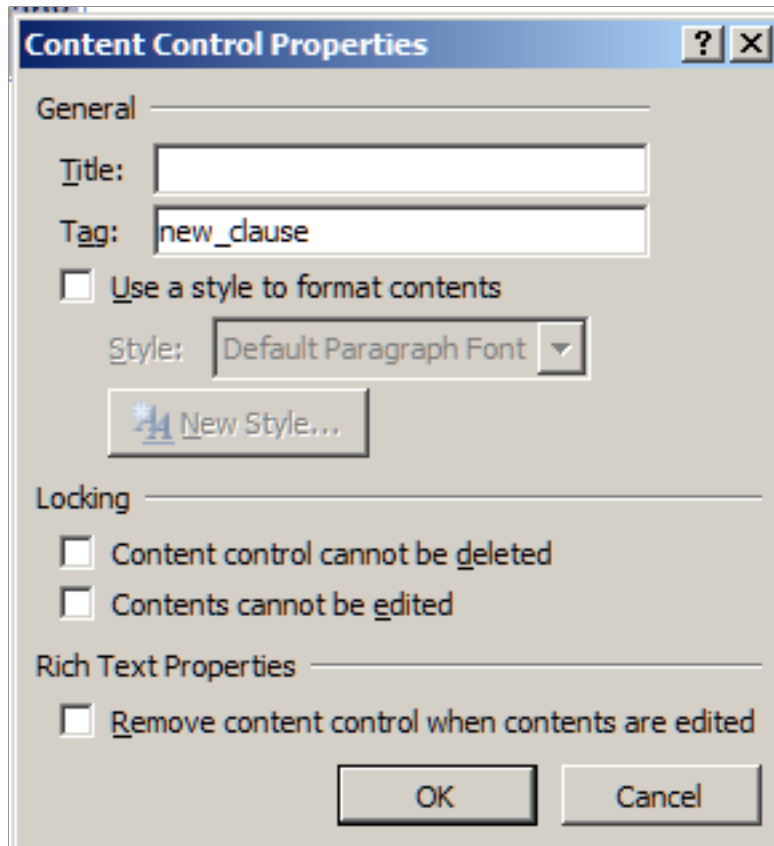 Content Control Properties
General
Title:
Tag: new_clause
Use a style to format contents
Style: Default Paragraph Font
New Style...
Locking
Content control cannot be deleted
Contents cannot be edited
Rich Text Properties
Remove content control when contents are edited
OK Cancel